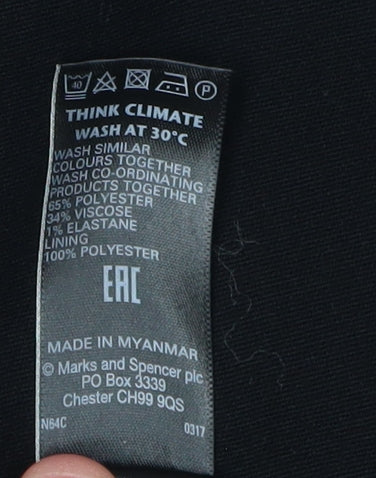 40 P
THINK CLIMATE
WASH AT 30°C
WASH SIMILAR
COLOURS TOGETHER
WASH CO-ORDINATING
PRODUCTS TOGETHER
65% POLYESTER
34% VISCOSE
1% ELASTANE
LINING
100% POLYESTER
EAC
MADE IN MYANMAR
© Marks and Spencer plc
PO Box 3339
Chester CH99 9QS
N64C 0317